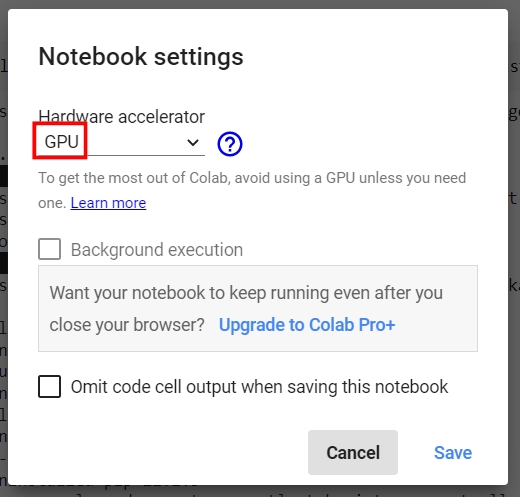 Notebook settings
Hardware accelerator
GPU
To get the most out of Colab, avoid using a GPU unless you need
one. Learn more
Background execution
Want your notebook to keep running even after you
close your browser? Upgrade to Colab Pro+
Omit code cell output when saving this notebook
Cancel Save